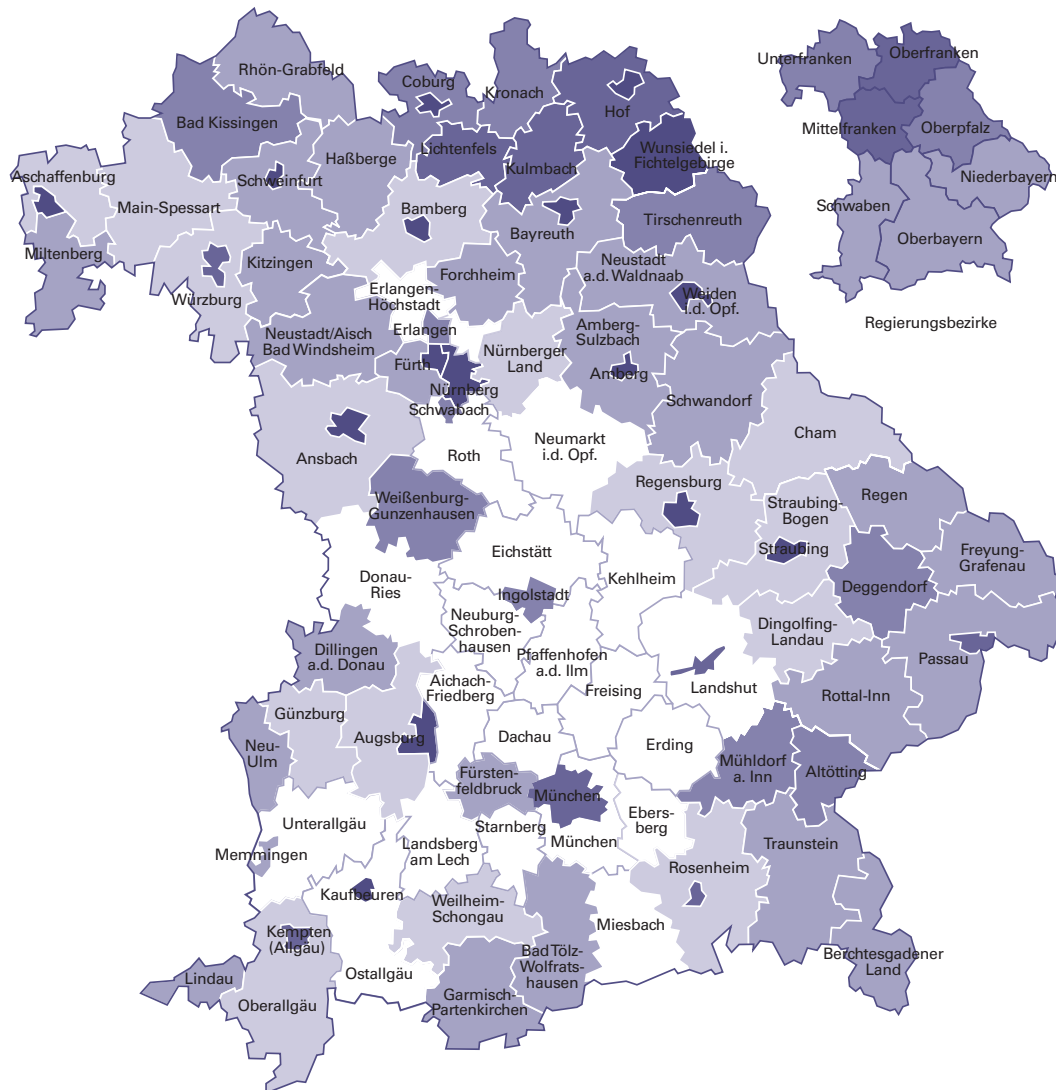 Rhön-Grabfeld
Coburg
Kronach
Hof
Bad Kissingen
Lichtenfels
Kulmbach
Wunsiedel i.
Fichtelgebirge
Haßberge
Schweinfurt
Aschaffenburg
Main-Spessart
Bamberg
Bayreuth
Tirschenreuth
Miltenberg
Kitzingen
Forchheim
Neustadt
a.d. Waldnaab
Würzburg
Erlangen-
Höchstadt
Weiden
i.d. Opf.
Neustadt/Aisch
Bad Windsheim
Erlangen
Amberg-
Sulzbach
Nürnberger
Land
Fürth
Nürnberg
Amberg
Schwabach
Schwandorf
Ansbach
Roth
Neumarkt
i.d. Opf.
Cham
Regensburg
Regen
Weißenburg-
Gunzenhausen
Straubing-
Bogen
Straubing
Eichstätt
Freyung-
Grafenau
Kehlheim
Deggendorf
Donau-
Ries
Ingolstadt
Neuburg-
Schroben-
hausen
Dingolfing-
Landau
Dillingen
a.d. Donau
Pfaffenhofen
a.d. Ilm
Passau
Aichach-
Friedberg
Freising
Landshut
Rottal-Inn
Günzburg
Augsburg
Dachau
Erding
Neu-
Ulm
Mühldorf
a. Inn
Altötting
Fürsten-
feldbruck
München
Unterallgäu
Landsberg
am Lech
Starnberg
München
Ebers-
berg
Traunstein
Memmingen
Rosenheim
Kaufbeuren
Weilheim-
Schongau
Miesbach
Kempten
(Allgäu)
Bad Tölz-
Wolfrats-
hausen
Berchtesgadener
Land
Lindau
Ostallgäu
Oberallgäu
Garmisch-
Partenkirchen
Unterfranken
Oberfranken
Mittelfranken
Oberpfalz
Niederbayern
Schwaben
Oberbayern
Regierungsbezirke